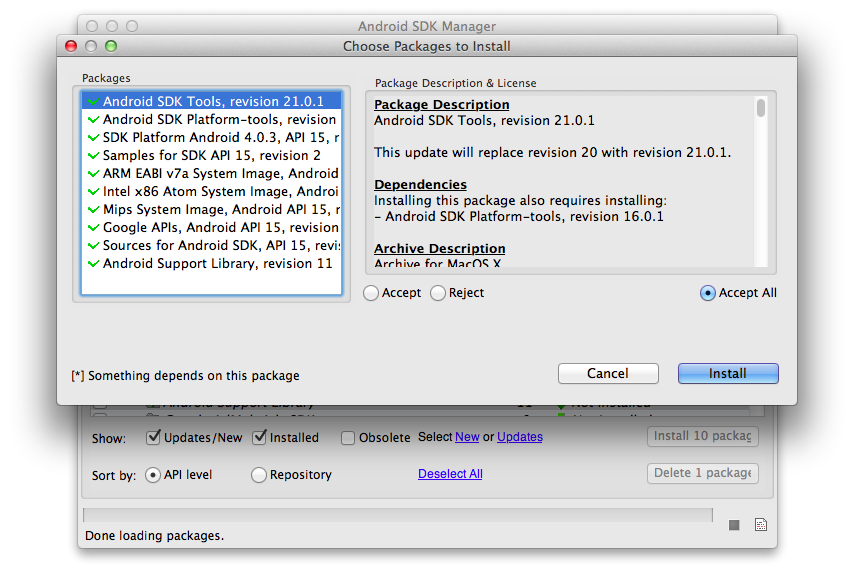 Android SDK Manager
Choose Packages to Install
Packages
Android SDK Tools, revision 21.0.1
Android SDK Platform-tools, revision
SDK Platform Android 4.0.3, API 15, r
Samples for SDK API 15, revision 2
ARM EABI v7a System Image, Android
Intel x86 Atom System Image, Androi
Mips System Image, Android API 15, r
Google APIs, Android API 15, revision
Sources for Android SDK, API 15, revi
Android Support Library, revision 11
Package Description & License
Package Description
Android SDK Tools, revision 21.0.1
This update will replace revision 20 with revision 21.0.1.
Dependencies
Installing this package also requires installing:
- Android SDK Platform-tools, revision 16.0.1
Archive Description
Archive for MacOS X
Accept Reject Accept All
[*] Something depends on this package
Cancel Install
Android Support Library 11 Not installed
Show: Updates/New Installed Obsolete Select New or Updates Install 10 packag
Sort by: API level Repository Deselect All Delete 1 package
Done loading packages.